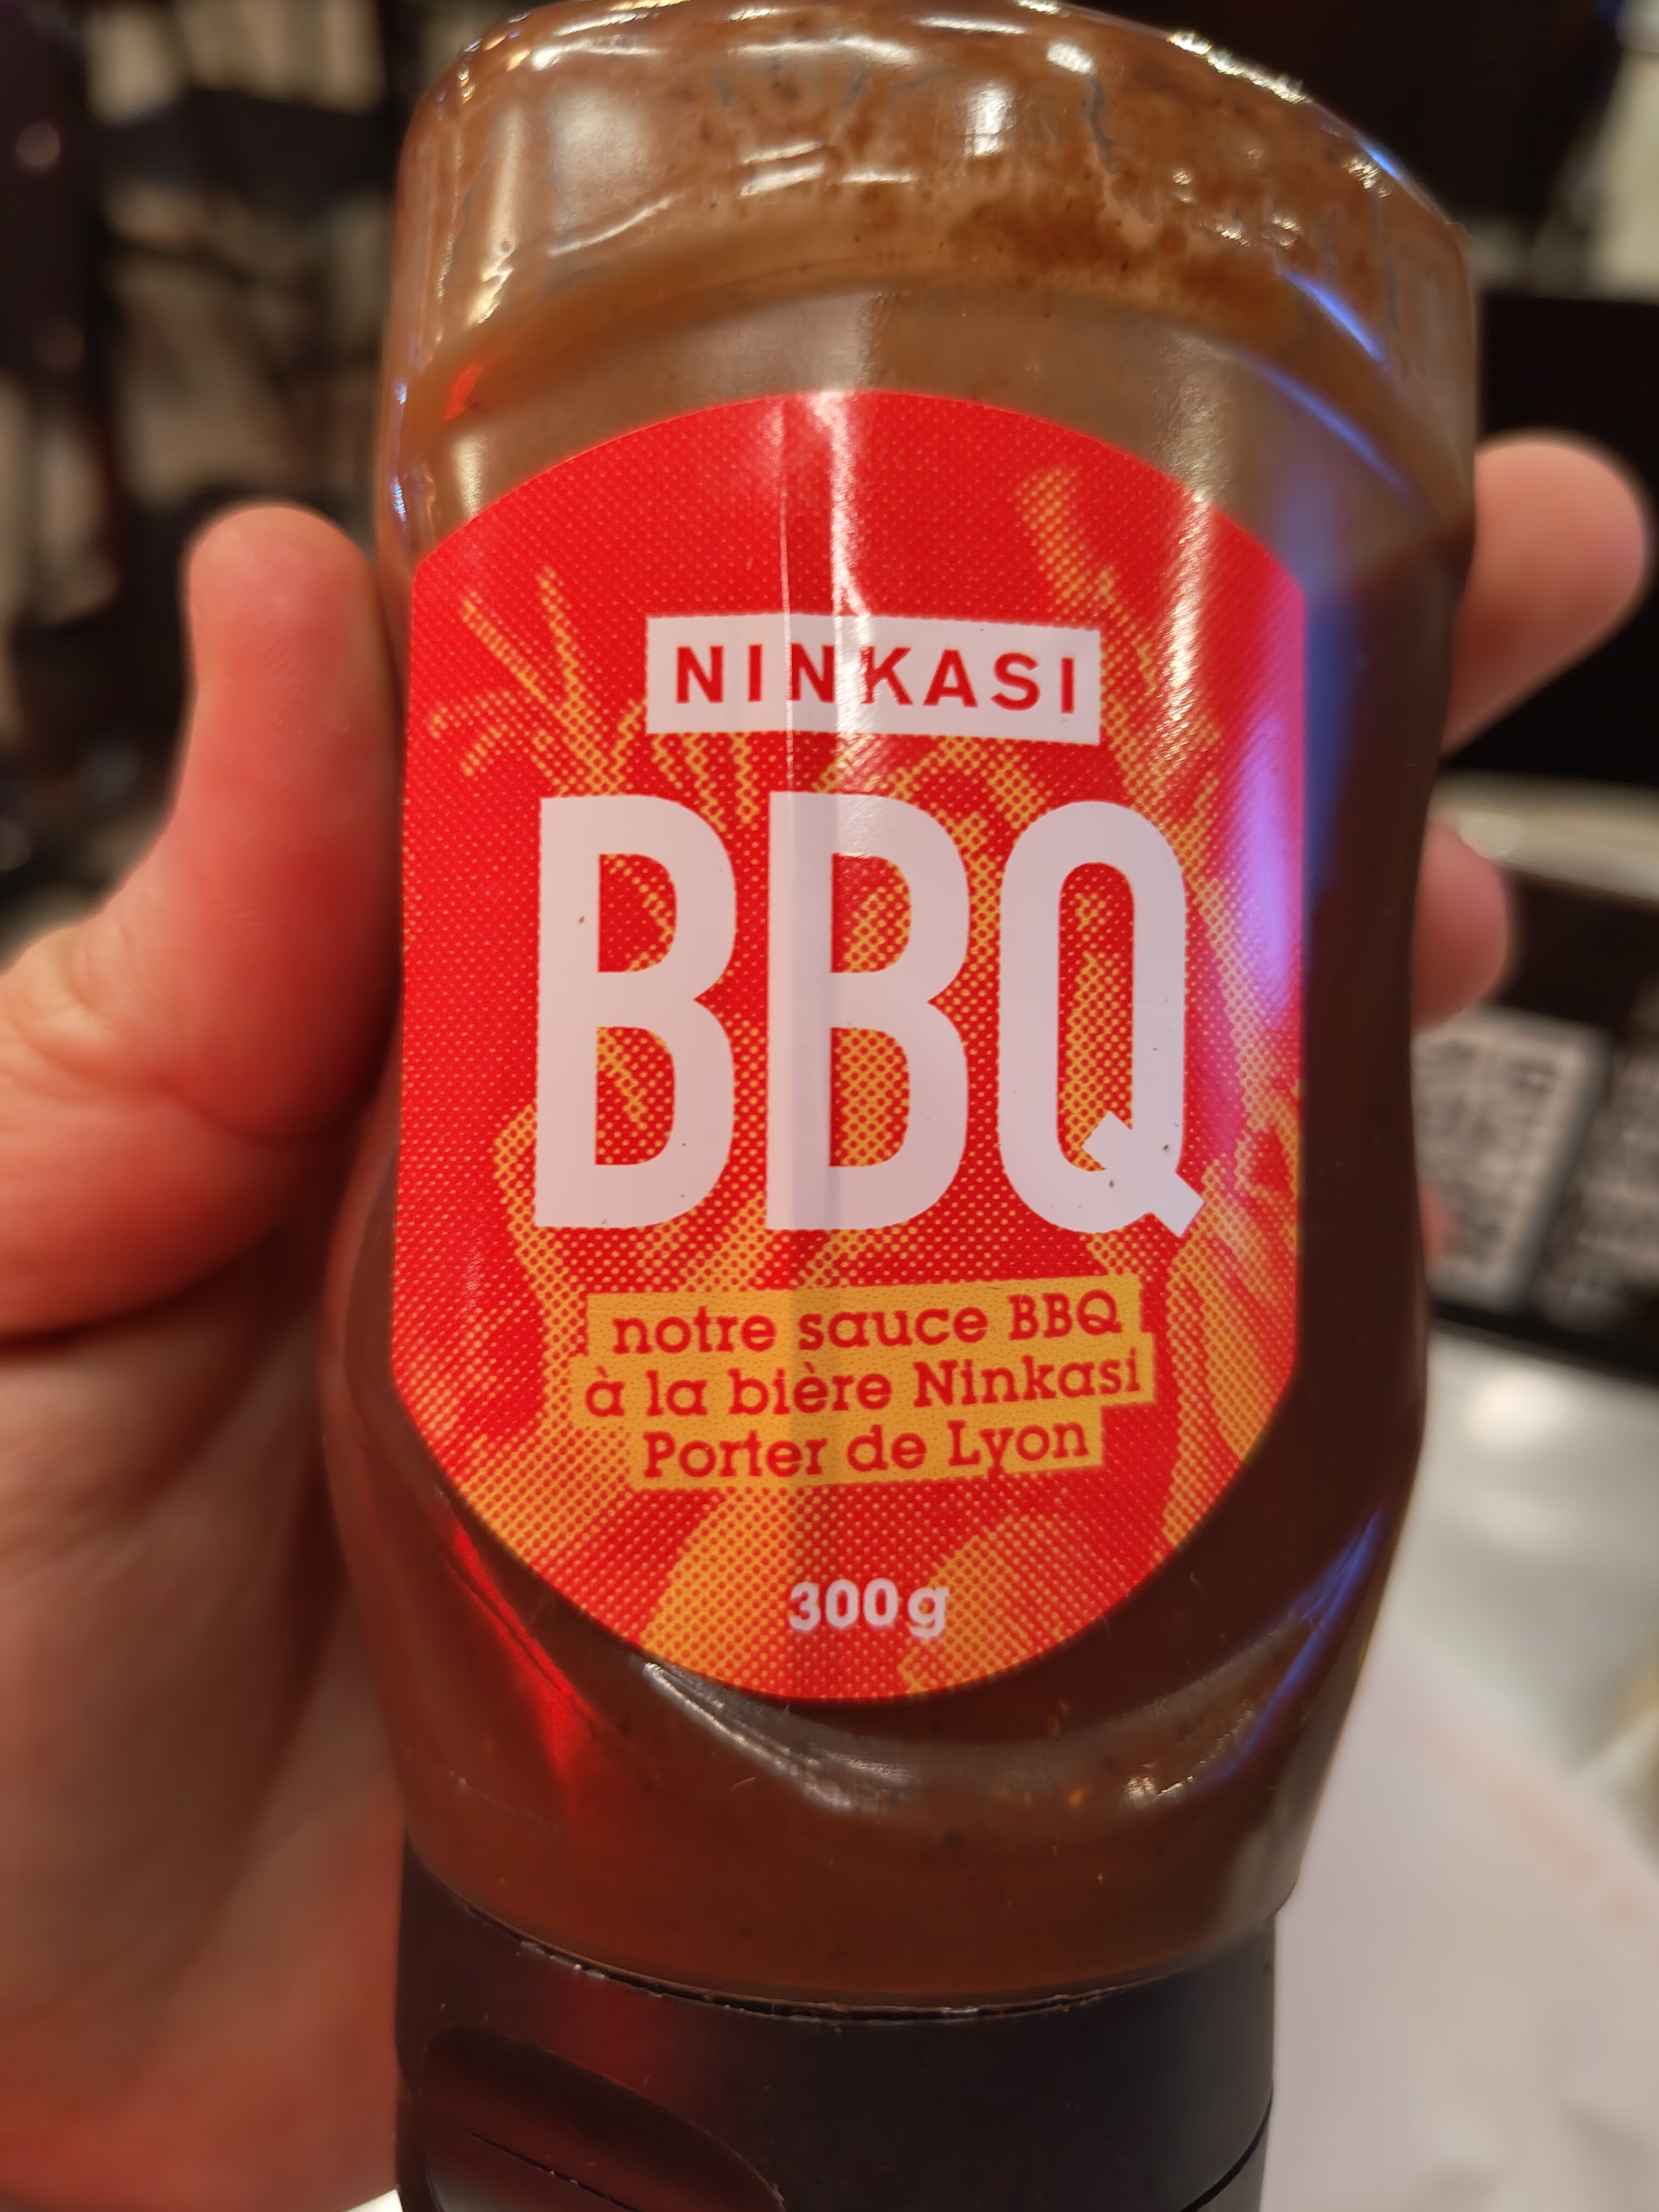 NINKASI
BBQ
notre sauce BBQ
à la bière Ninkasi
Porter de Lyon
300g